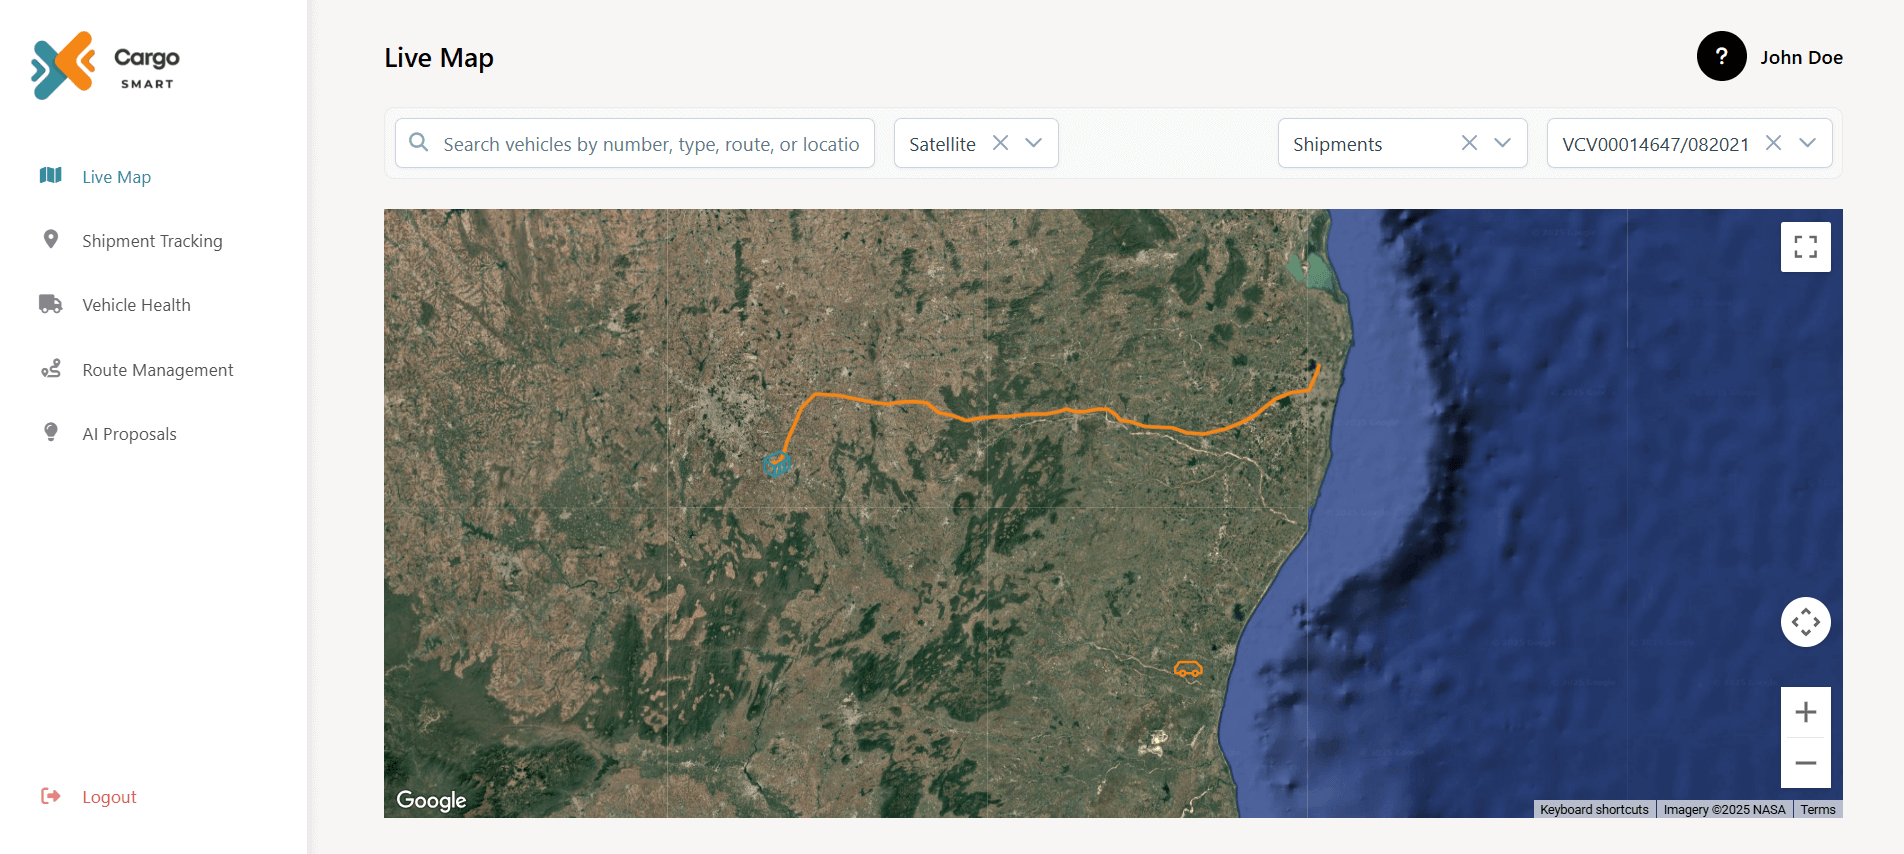 Cargo
SMART
Live Map
Shipment Tracking
Vehicle Health
Route Management
AI Proposals
Logout
Live Map
? John Doe
Search vehicles by number, type, route, or locatio
Satellite
Shipments
VCV00014647/082021
Google
Keyboard shortcuts
Imagery ©2025 NASA
Terms